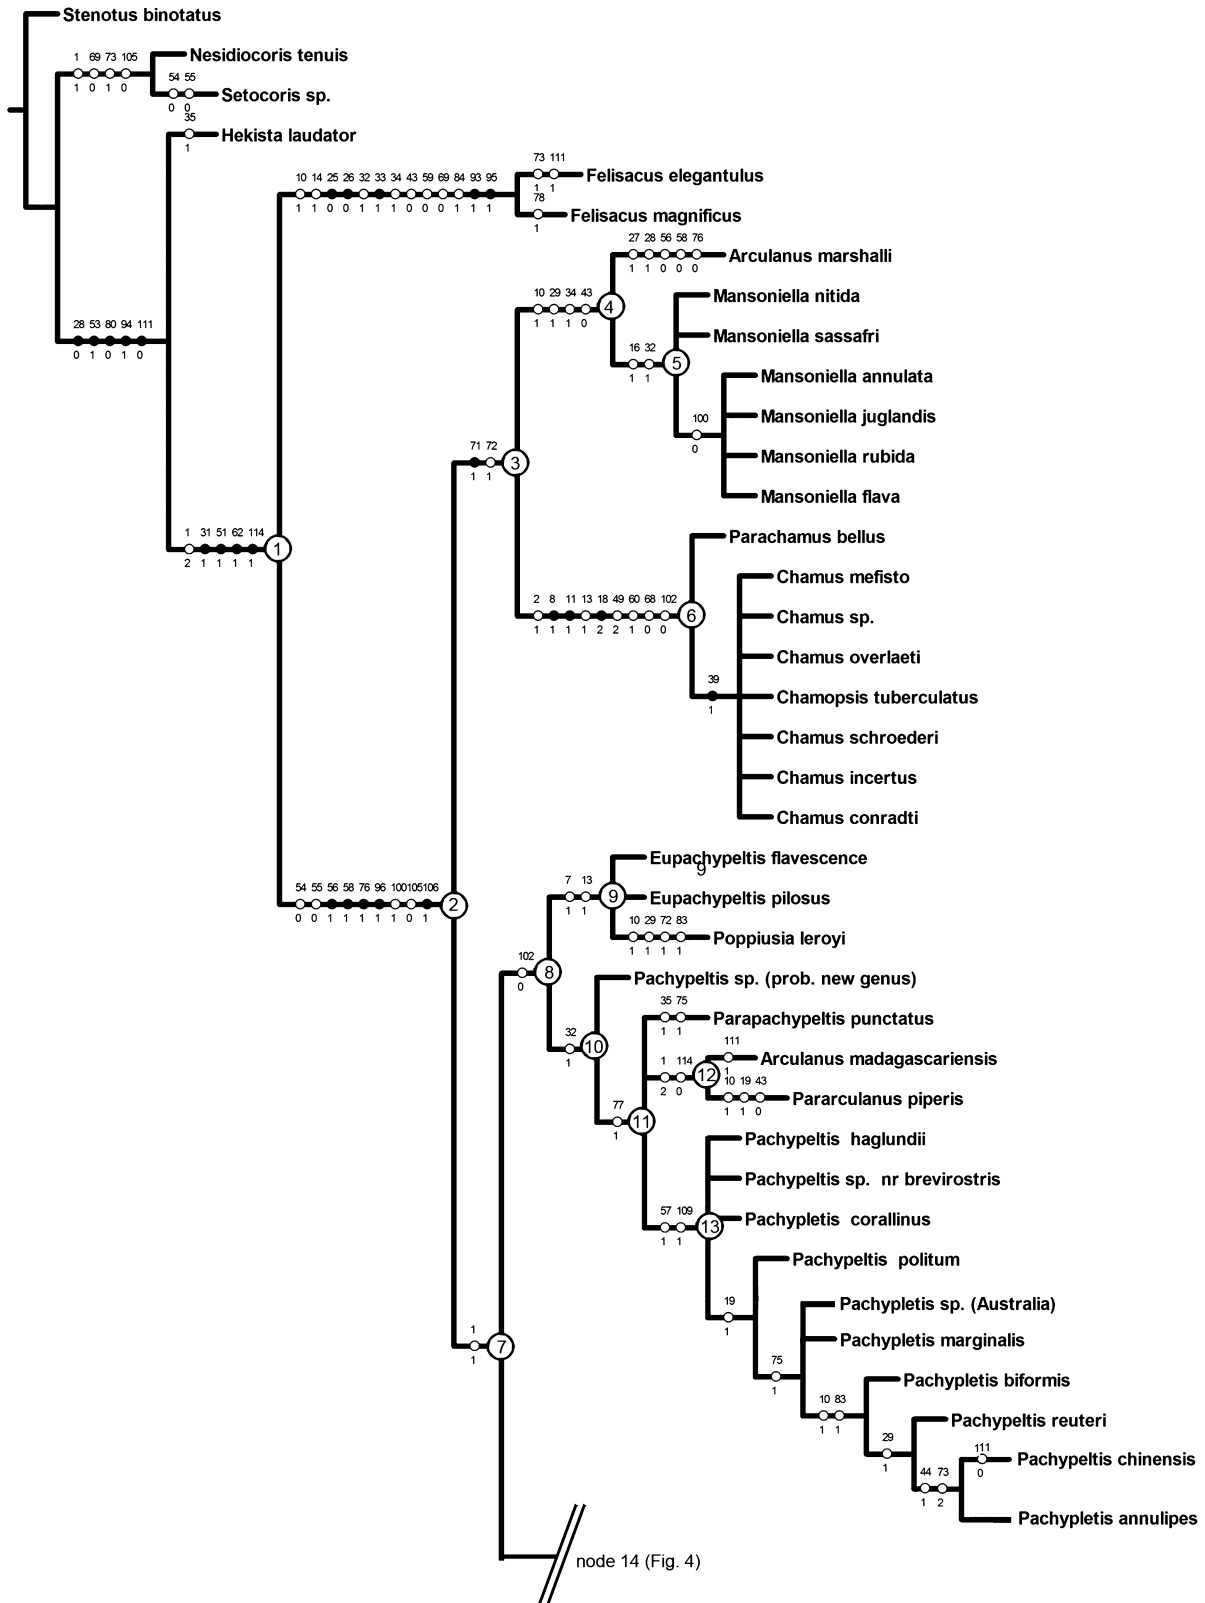 Stenotus binotatus
1 69 73 105
Nesidiocoris tenuis
1 0 1 0
54 55
Setocoris sp.
0 0
35
Hekista laudator
1
73 111
Felisacus elegantulus
10 14 25 26 32 33 34 43 59 69 84 93 95
1 1
1 1 0 0 1 1 1 0 0 0 1 1 1
78
Felisacus magnificus
1
27 28 56 58 76
Arculanus marshalli
1 1 0 0 0
10 29 34 43
4
1 1 1 0
Mansoniella nitida
28 53 80 94 111
0 1 0 1 0
Mansoniella sassafri
16 32
5
1 1
Mansoniella annulata
100
Mansoniella juglandis
0
Mansoniella rubida
71 72
3
1 1
Mansoniella flava
1 31 51 62 114
1
2 1 1 1 1
Parachamus bellus
Chamus mefisto
2 8 11 13 18 49 60 68 102
6
1 1 1 1 2 2 1 0 0
Chamus sp.
Chamus overlaeti
39
Chamopsis tuberculatus
1
Chamus schroederi
Chamus incertus
Chamus conradti
Eupachypeltis flavescence
9
7 13
9
1 1
Eupachypeltis pilosus
54 55 56 58 76 96 100 105 106
2
0 0 1 1 1 1 1 0 1
10 29 72 83
Poppiusia leroyi
1 1 1 1
102
8
0
Pachypeltis sp. (prob. new genus)
35 75
Parapachypeltis punctatus
1 1
32
10
1
111
Arculanus madagascariensis
1
1 114
12
2 0
10 19 43
Pararculanus piperis
1 1 0
77
11
1
Pachypeltis haglundii
Pachypeltis sp. nr brevirostris
57 109
13
1 1
Pachypletis corallinus
Pachypeltis politum
19
1
Pachypletis sp. (Australia)
1
7
1
Pachypletis marginalis
75
1
Pachypletis biformis
10 83
1 1
Pachypeltis reuteri
29
1
111
Pachypeltis chinensis
0
44 73
1 2
Pachypletis annulipes
node 14 (Fig. 4)